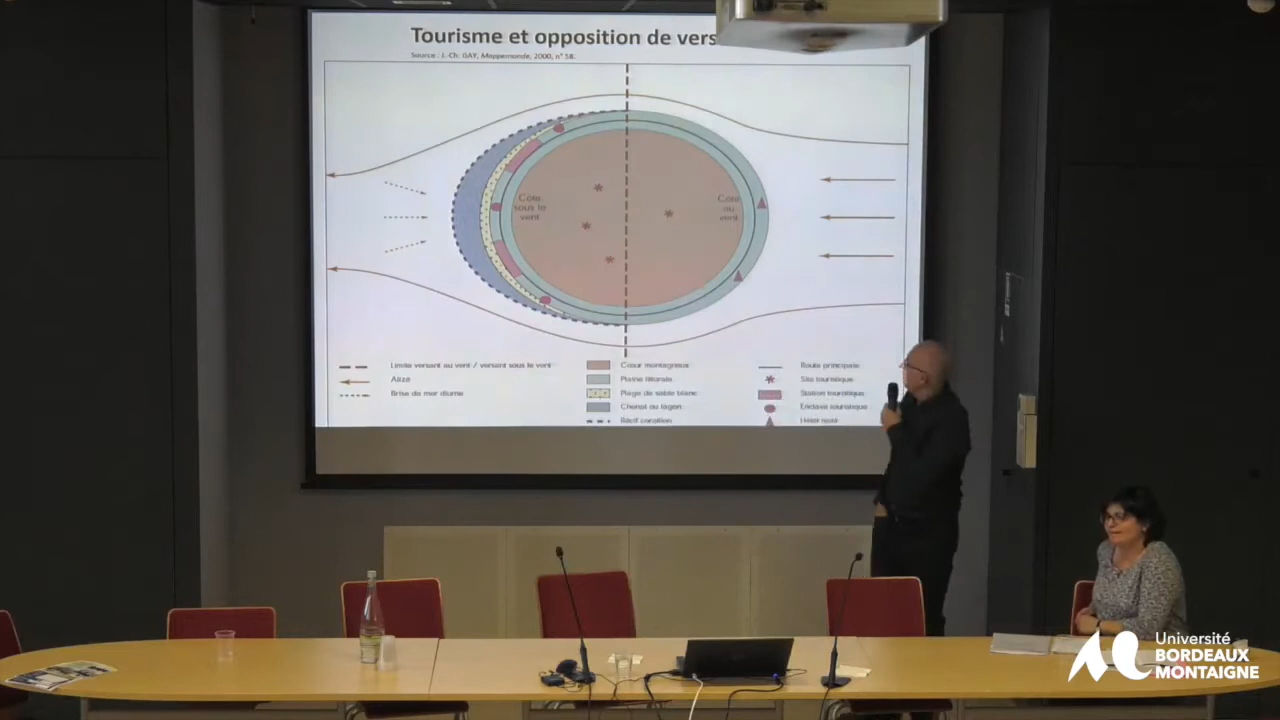 Tourisme et opposition de vers
Source : J.-Ch. GAY, Mappemonde, 2000, n° 58.
Côte sous le vent
Côte au vent
Limite versant au vent / versant sous le vent
Alizé
Brise de mer diurne
Cœur montagneux
Plaine littorale
Plage de sable blanc
Chenal ou lagon
Récif corallien
Route principale
Site touristique
Station touristique
Enclave touristique
Hôtel isolé
Université
BORDEAUX
MONTAIGNE